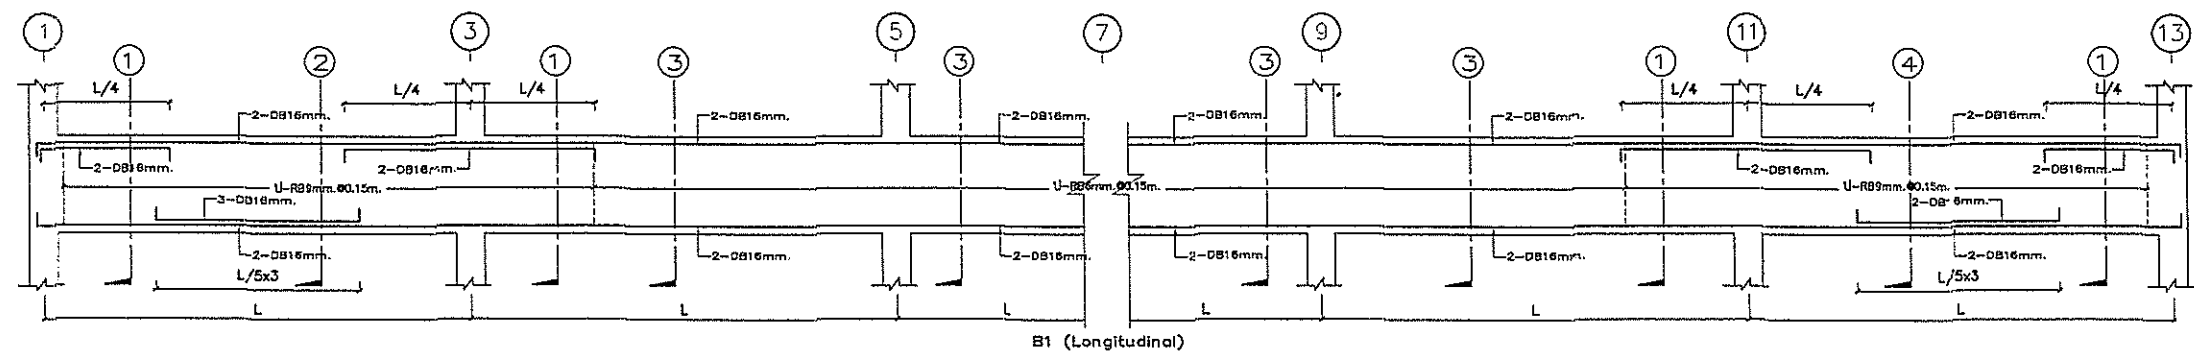 1 3 5 7 9 11 13
1 2 1 3 3 3 3 1 4 1
L/4 L/4 L/4 L/4 L/4 L/4
2-DB16mm. 2-DB16mm. 2-DB16mm. 2-DB16mm. 2-DB16mm. 2-DB16mm.
2-DB16mm. 2-DB16mm. 2-DB16mm. 2-DB16mm.
U-RB9mm.@0.15m. U-RB6mm.@0.15m. U-RB9mm.@0.15m.
3-DB16mm. 2-DB16mm.
2-DB16mm. 2-DB16mm. 2-DB16mm. 2-DB16mm. 2-DB16mm. 2-DB16mm.
L/5x3 L/5x3
L L L L L L
B1 (Longitudinal)